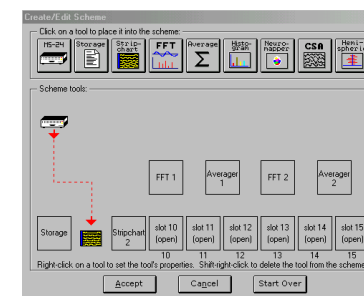 Create/Edit Scheme
Click on a tool to place it into the scheme:
MS-24 Storage Strip-chart FFT Average Histo-gram Neuro-mapper CSA Hemi-spheric
Scheme tools:
FFT 1 Averager 1 FFT 2 Averager 2
Storage Stripchart 2 slot 10 (open) slot 11 (open) slot 12 (open) slot 13 (open) slot 14 (open) slot 15 (open)
10 11 12 13 14 15
Right-click on a tool to set the tool's properties. Shift-right-click to delete the tool from the scheme
Accept Cancel Start Over